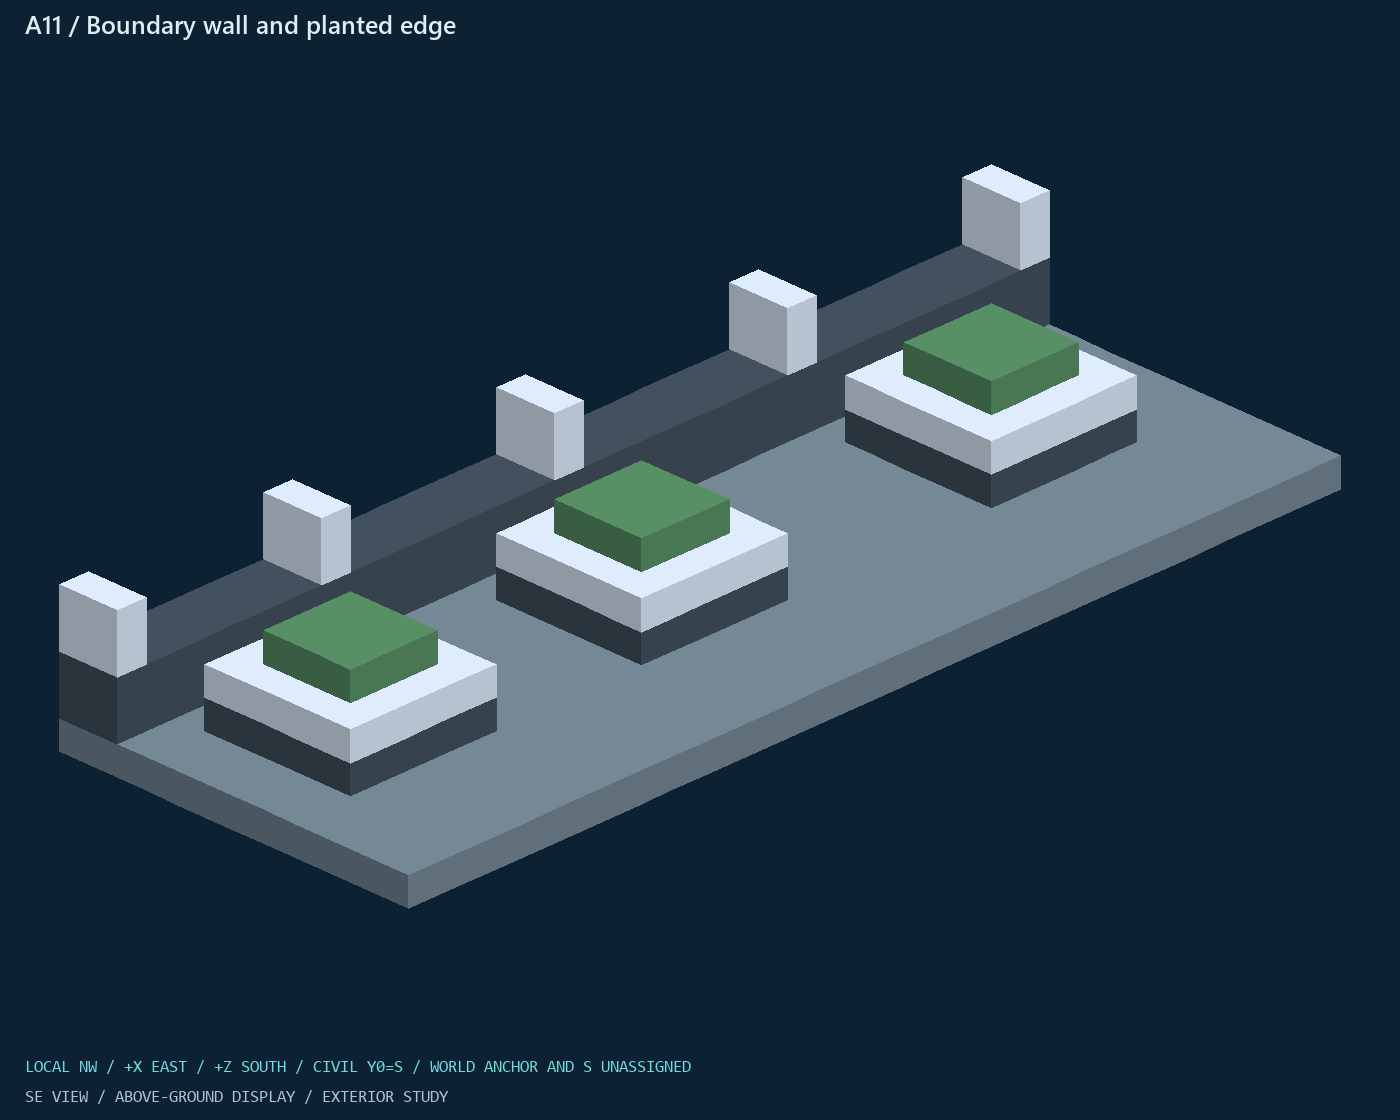 A11 / Boundary wall and planted edge
LOCAL NW / +X EAST / +Z SOUTH / CIVIL Y0=S / WORLD ANCHOR AND S UNASSIGNED
SE VIEW / ABOVE-GROUND DISPLAY / EXTERIOR STUDY